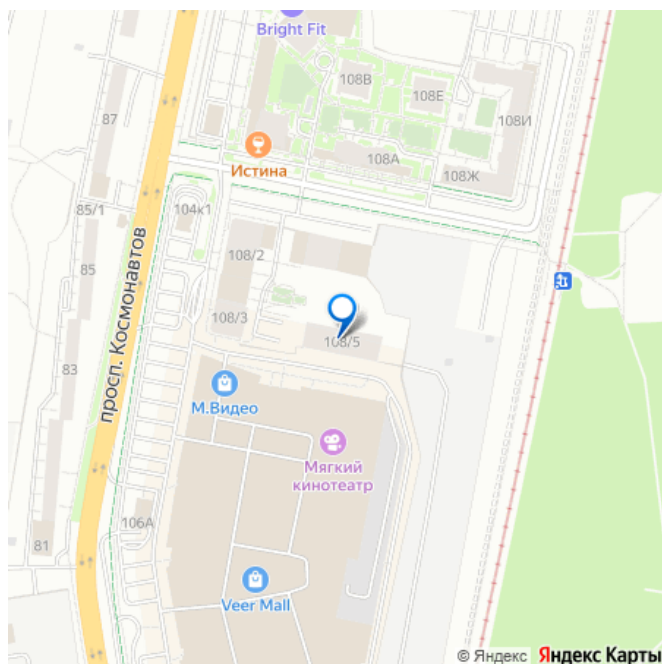 Bright Fit
108В
108Е
87
108И
Истина
108А
108Ж
85/1
104к1
108/2
85
просп. Космонавтов
108/3
108/5
83
М.Видео
Мягкий
кинотеатр
106А
81
Veer Mall
© Яндекс Яндекс Карты